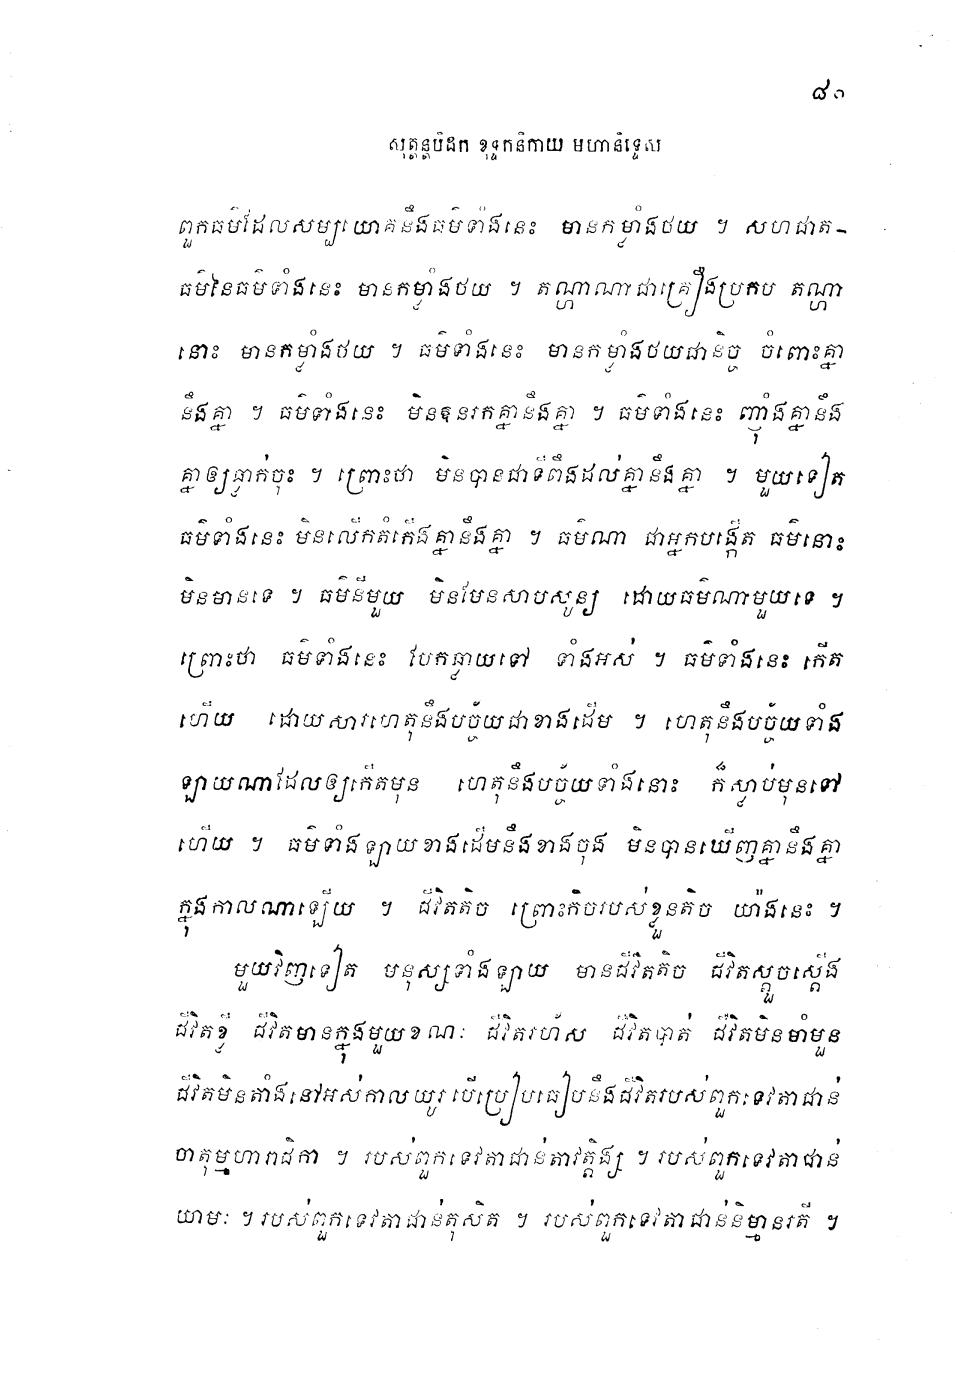 ៨១
សុត្តន្តបិដក ខុទ្ទកនិកាយ មហានិទ្ទេស
ពួកធម៌ដែលសម្បយោគនឹងធម៌ទាំងនេះ មានកម្លាំងថយ ។ សហជាត-
ធម៌នៃធម៌ទាំងនេះ មានកម្លាំងថយ ។ តណ្ហាណាជាគ្រឿងប្រកប តណ្ហា
នោះ មានកម្លាំងថយ ។ ធម៌ទាំងនេះ មានកម្លាំងថយជានិច្ច ចំពោះគ្នា
នឹងគ្នា ។ ធម៌ទាំងនេះ មិនឋនរកគ្នានឹងគ្នា ។ ធម៌ទាំងនេះ ញុំាងគ្នានឹង
គ្នាឲ្យធ្លាក់ចុះ ។ ព្រោះថា មិនបានជាទីពឹងដល់គ្នានឹងគ្នា ។ មួយទៀត
ធម៌ទាំងនេះ មិនលើកតំកើងគ្នានឹងគ្នា ។ ធម៌ណា ជាអ្នកបង្កើត ធម៌នោះ
មិនមានទេ ។ ធម៌នីមួយ មិនមែនសាបសូន្យ ដោយធម៌ណាមួយទេ ។
ព្រោះថា ធម៌ទាំងនេះ បែកធ្លាយទៅ ទាំងអស់ ។ ធម៌ទាំងនេះ កើត
ហើយ ដោយសារហេតុនឹងបច្ច័យជាខាងដើម ។ ហេតុនឹងបច្ច័យទាំង
ឡាយណាដែលឲ្យកើតមុន ហេតុនឹងបច្ច័យទាំងនោះ ក៏ស្លាប់មុនទៅ
ហើយ ។ ធម៌ទាំងឡាយខាងដើមនឹងខាងចុង មិនបានឃើញគ្នានឹងគ្នា
ក្នុងកាលណាឡើយ ។ ជីវិតតិច ព្រោះកិចរបស់ខ្លួនតិច យ៉ាងនេះ ។
មួយវិញទៀត មនុស្សទាំងឡាយ មានជីវិតតិច ជីវិតស្តួចស្តើង
ជីវិតខ្លី ជីវិតមានក្នុងមួយខណៈ ជីវិតរហ័ស ជីវិតបាត់ ជីវិតមិនមាំមួន
ជីវិតមិនតាំងនៅអស់កាលយូរ បើប្រៀបធៀបនឹងជីវិតរបស់ពួកទេវតាជាន់
ចាតុម្មហារាជិកា ។ របស់ពួកទេវតាជាន់តាវត្តិង្ស ។ របស់ពួកទេវតាជាន់
យាមៈ ។ របស់ពួកទេវតាជាន់តុសិត ។ របស់ពួកទេវតាជាន់និម្មានរតី ។